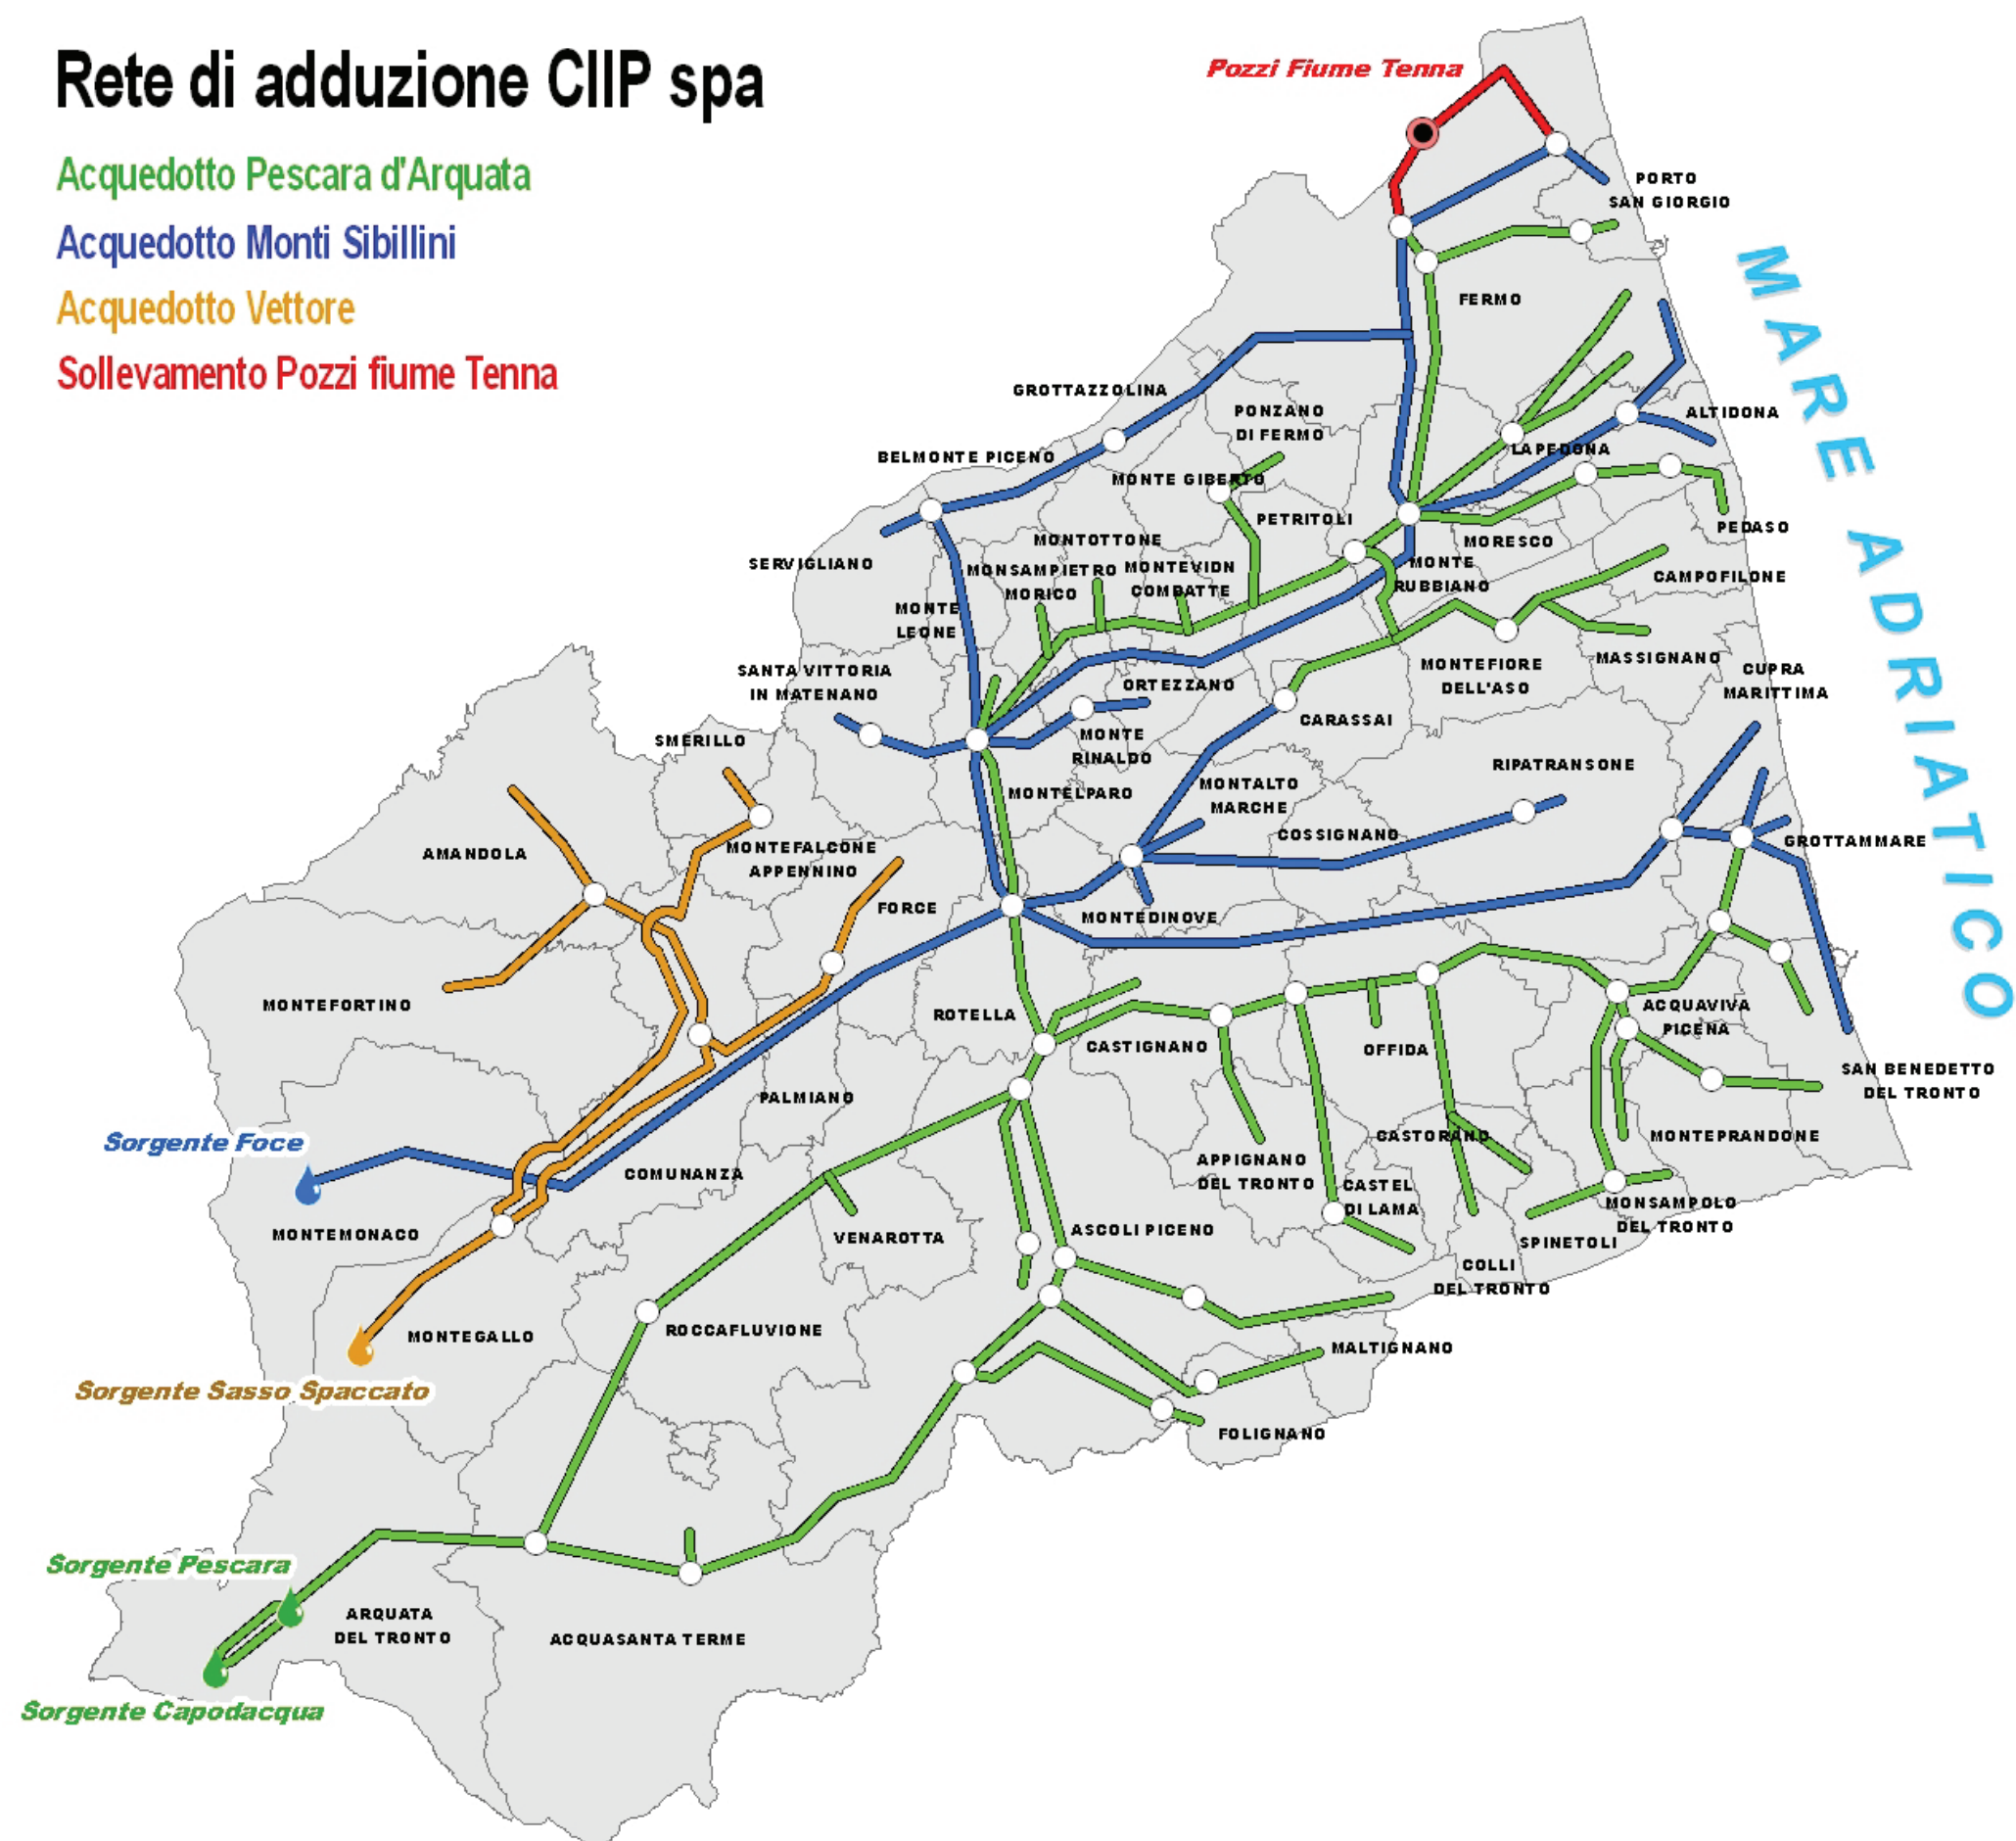 Rete di adduzione CIIP spa
Acquedotto Pescara d'Arquata
Acquedotto Monti Sibillini
Acquedotto Vettore
Sollevamento Pozzi fiume Tenna
Pozzi Fiume Tenna
PORTO
SAN GIORGIO
MARE ADRIATICO
FERMO
GROTTAZZOLINA
PONZANO
DI FERMO
ALTIDONA
LAPEDONA
BELMONTE PICENO
MONTE GIBERTO
PETRITOLI
PEDASO
MORESCO
MONTOTTONE
SERVIGLIANO
MONSAMPIETRO
MORICO
MONTEVIDN
COMBATTE
MONTE
RUBBIANO
CAMPOFILONE
MONTE
LEONE
MASSIGNANO
MONTEFIORE
DELL'ASO
CUPRA
MARITTIMA
SANTA VITTORIA
IN MATENANO
ORTEZZANO
CARASSAI
SMERILLO
MONTE
RINALDO
RIPATRANSONE
MONTELPARO
MONTALTO
MARCHE
COSSIGNANO
GROTTAMMARE
AMANDOLA
MONTEFALCONE
APPENNINO
FORCE
MONTEDINOVE
MONTEFORTINO
ROTELLA
CASTIGNANO
OFFIDA
ACQUAVIVA
PICENA
SAN BENEDETTO
DEL TRONTO
PALMIANO
Sorgente Foce
CASTORANO
MONTEPRANDONE
COMUNANZA
APPIGNANO
DEL TRONTO
CASTEL
DI LAMA
MONSAMPOLO
DEL TRONTO
MONTEMONACO
VENAROTTA
ASCOLI PICENO
SPINETOLI
COLLI
DEL TRONTO
MONTEGALLO
ROCCAFLUVIONE
MALTIGNANO
Sorgente Sasso Spaccato
FOLIGNANO
Sorgente Pescara
ARQUATA
DEL TRONTO
ACQUASANTA TERME
Sorgente Capodacqua